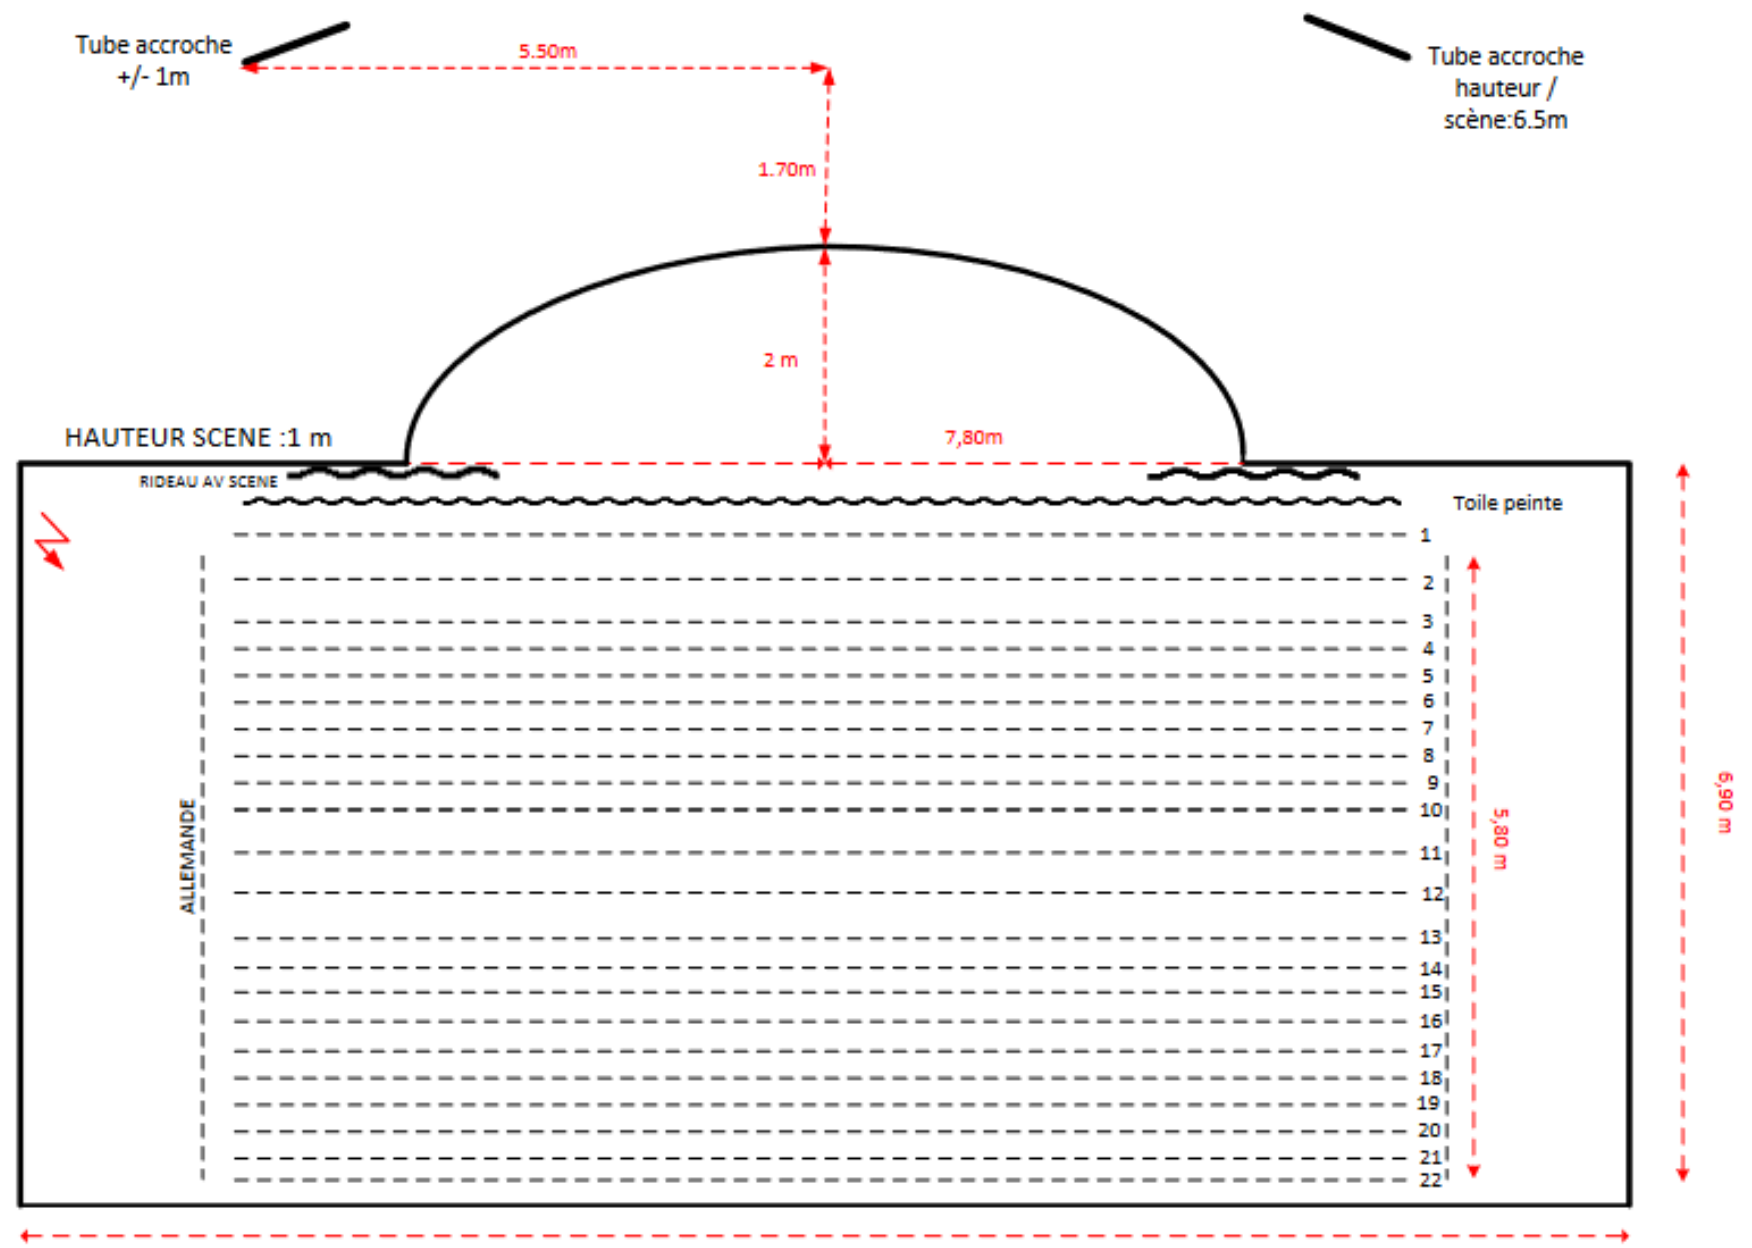 Tube accroche
+/- 1m
5.50m
Tube accroche
hauteur /
scène:6.5m
1.70m
2 m
HAUTEUR SCENE :1 m
7,80m
RIDEAU AV SCENE
Toile peinte
1
2
3
4
5
6
7
8
9
10
11
12
13
14
15
16
17
18
19
20
21
22
ALLEMANDE
5,80 m
6,90 m